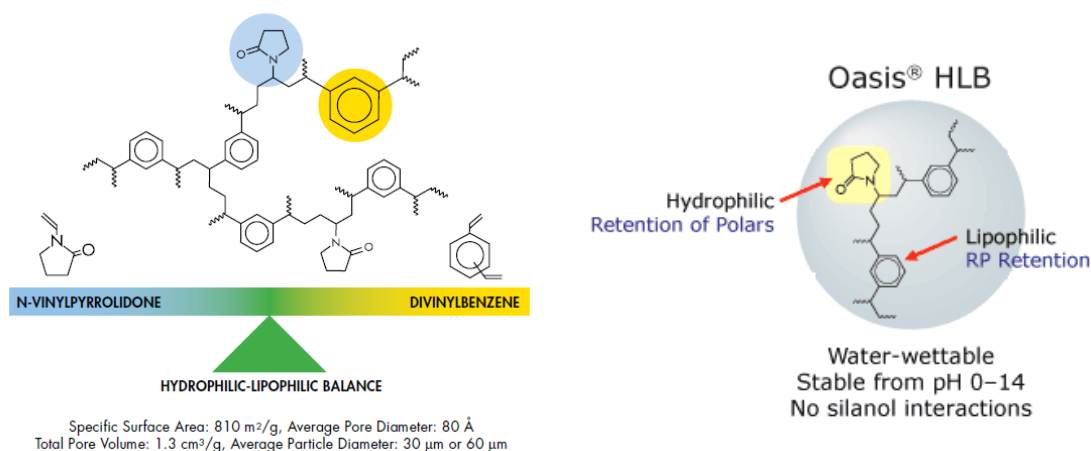 O
N
N
O
N
O
N-VINYLPYRROLIDONE
DIVINYLBENZENE
HYDROPHILIC-LIPOPHILIC BALANCE
Specific Surface Area: 810 m²/g, Average Pore Diameter: 80 Å
Total Pore Volume: 1.3 cm³/g, Average Particle Diameter: 30 µm or 60 µm
Oasis® HLB
N
O
Hydrophilic
Retention of Polars
Lipophilic
RP Retention
Water-wettable
Stable from pH 0–14
No silanol interactions